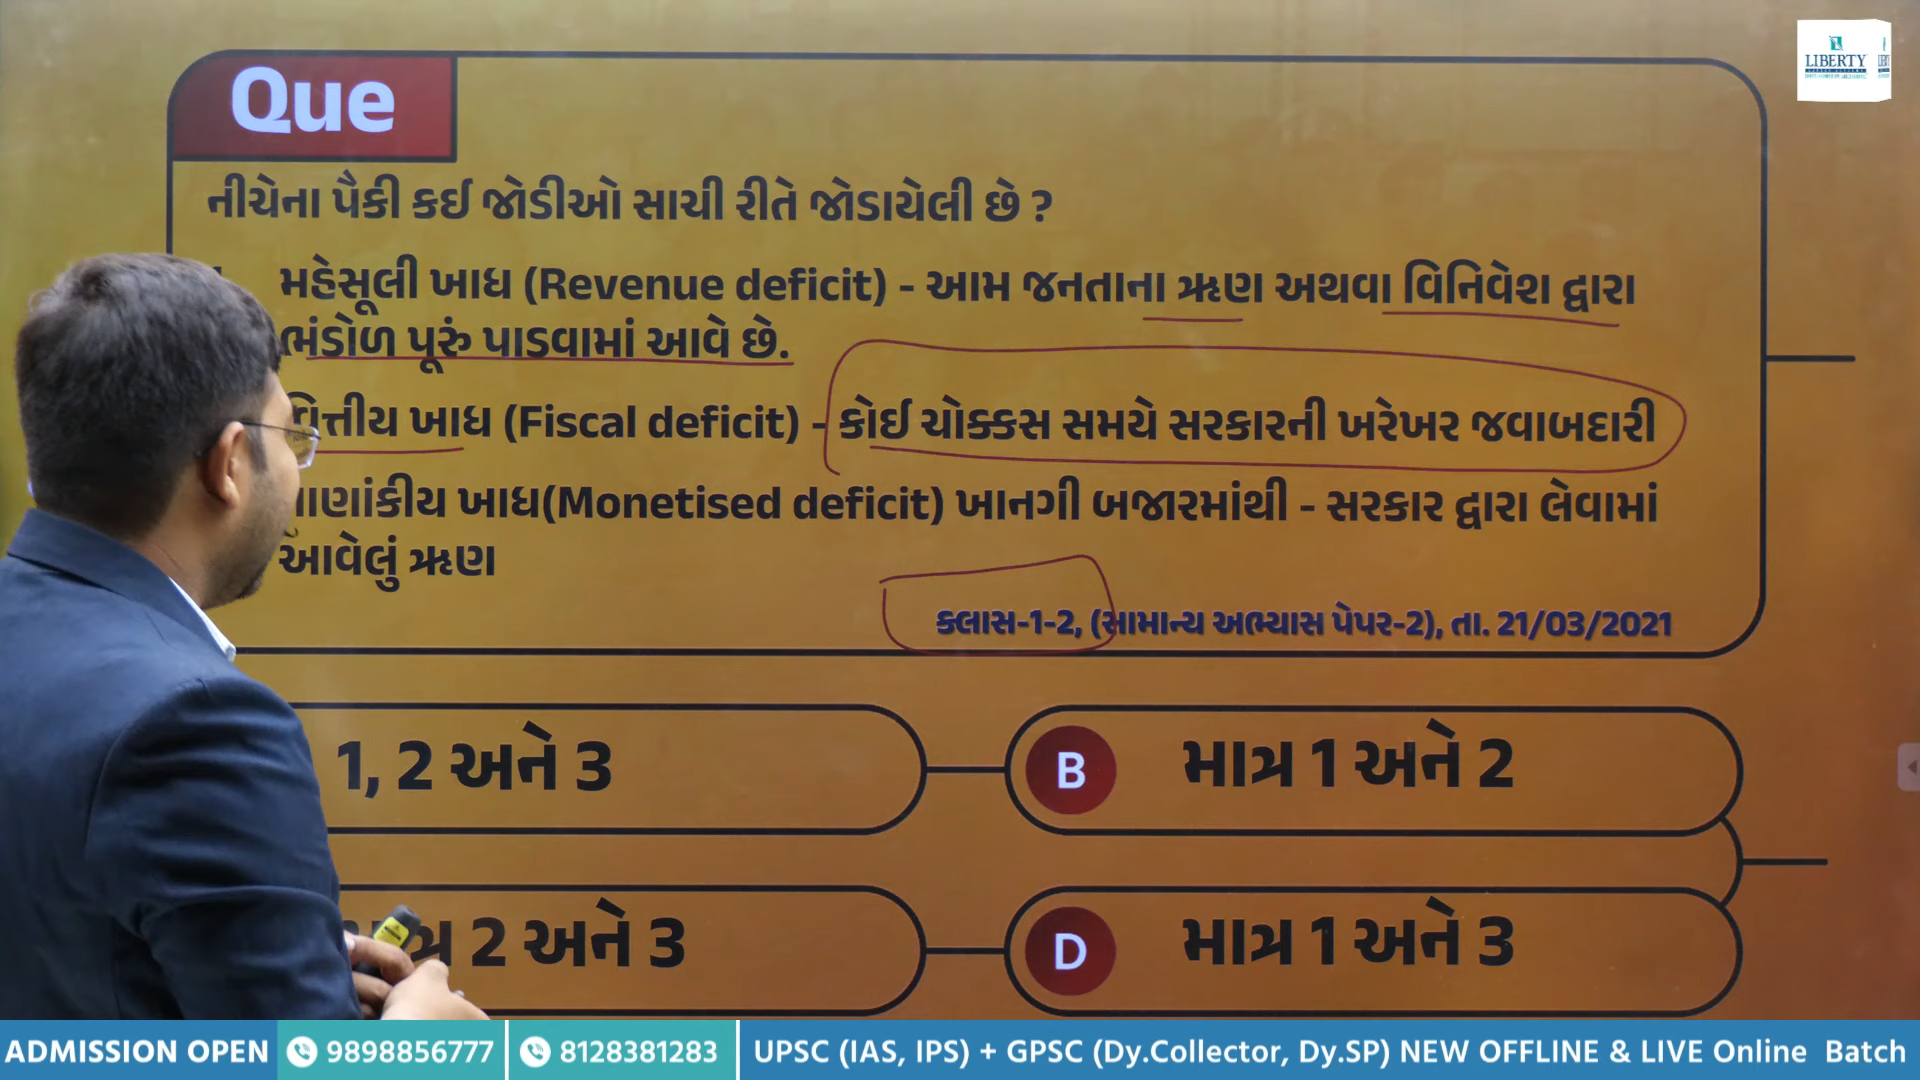 LIBERTY
Que
નીચેના પૈકી કઈ જોડીઓ સાચી રીતે જોડાયેલી છે ?
મહેસૂલી ખાધ (Revenue deficit) - આમ જનતાના ઋણ અથવા વિનિવેશ દ્વારા
ભંડોળ પૂરું પાડવામાં આવે છે.
વિત્તીય ખાધ (Fiscal deficit) - કોઈ ચોક્કસ સમયે સરકારની ખરેખર જવાબદારી
ખાધ(Monetised deficit) ખાનગી બજારમાંથી - સરકાર દ્વારા લેવામાં
આવેલું ઋણ
ક્લાસ-1-2, (સામાન્ય અભ્યાસ પેપર-2), તા. 21/03/2021
1, 2 અને 3
B માત્ર 1 અને 2
2 અને 3
D માત્ર 1 અને 3
ADMISSION OPEN 9898856777 8128381283 UPSC (IAS, IPS) + GPSC (Dy.Collector, Dy.SP) NEW OFFLINE & LIVE Online Batch